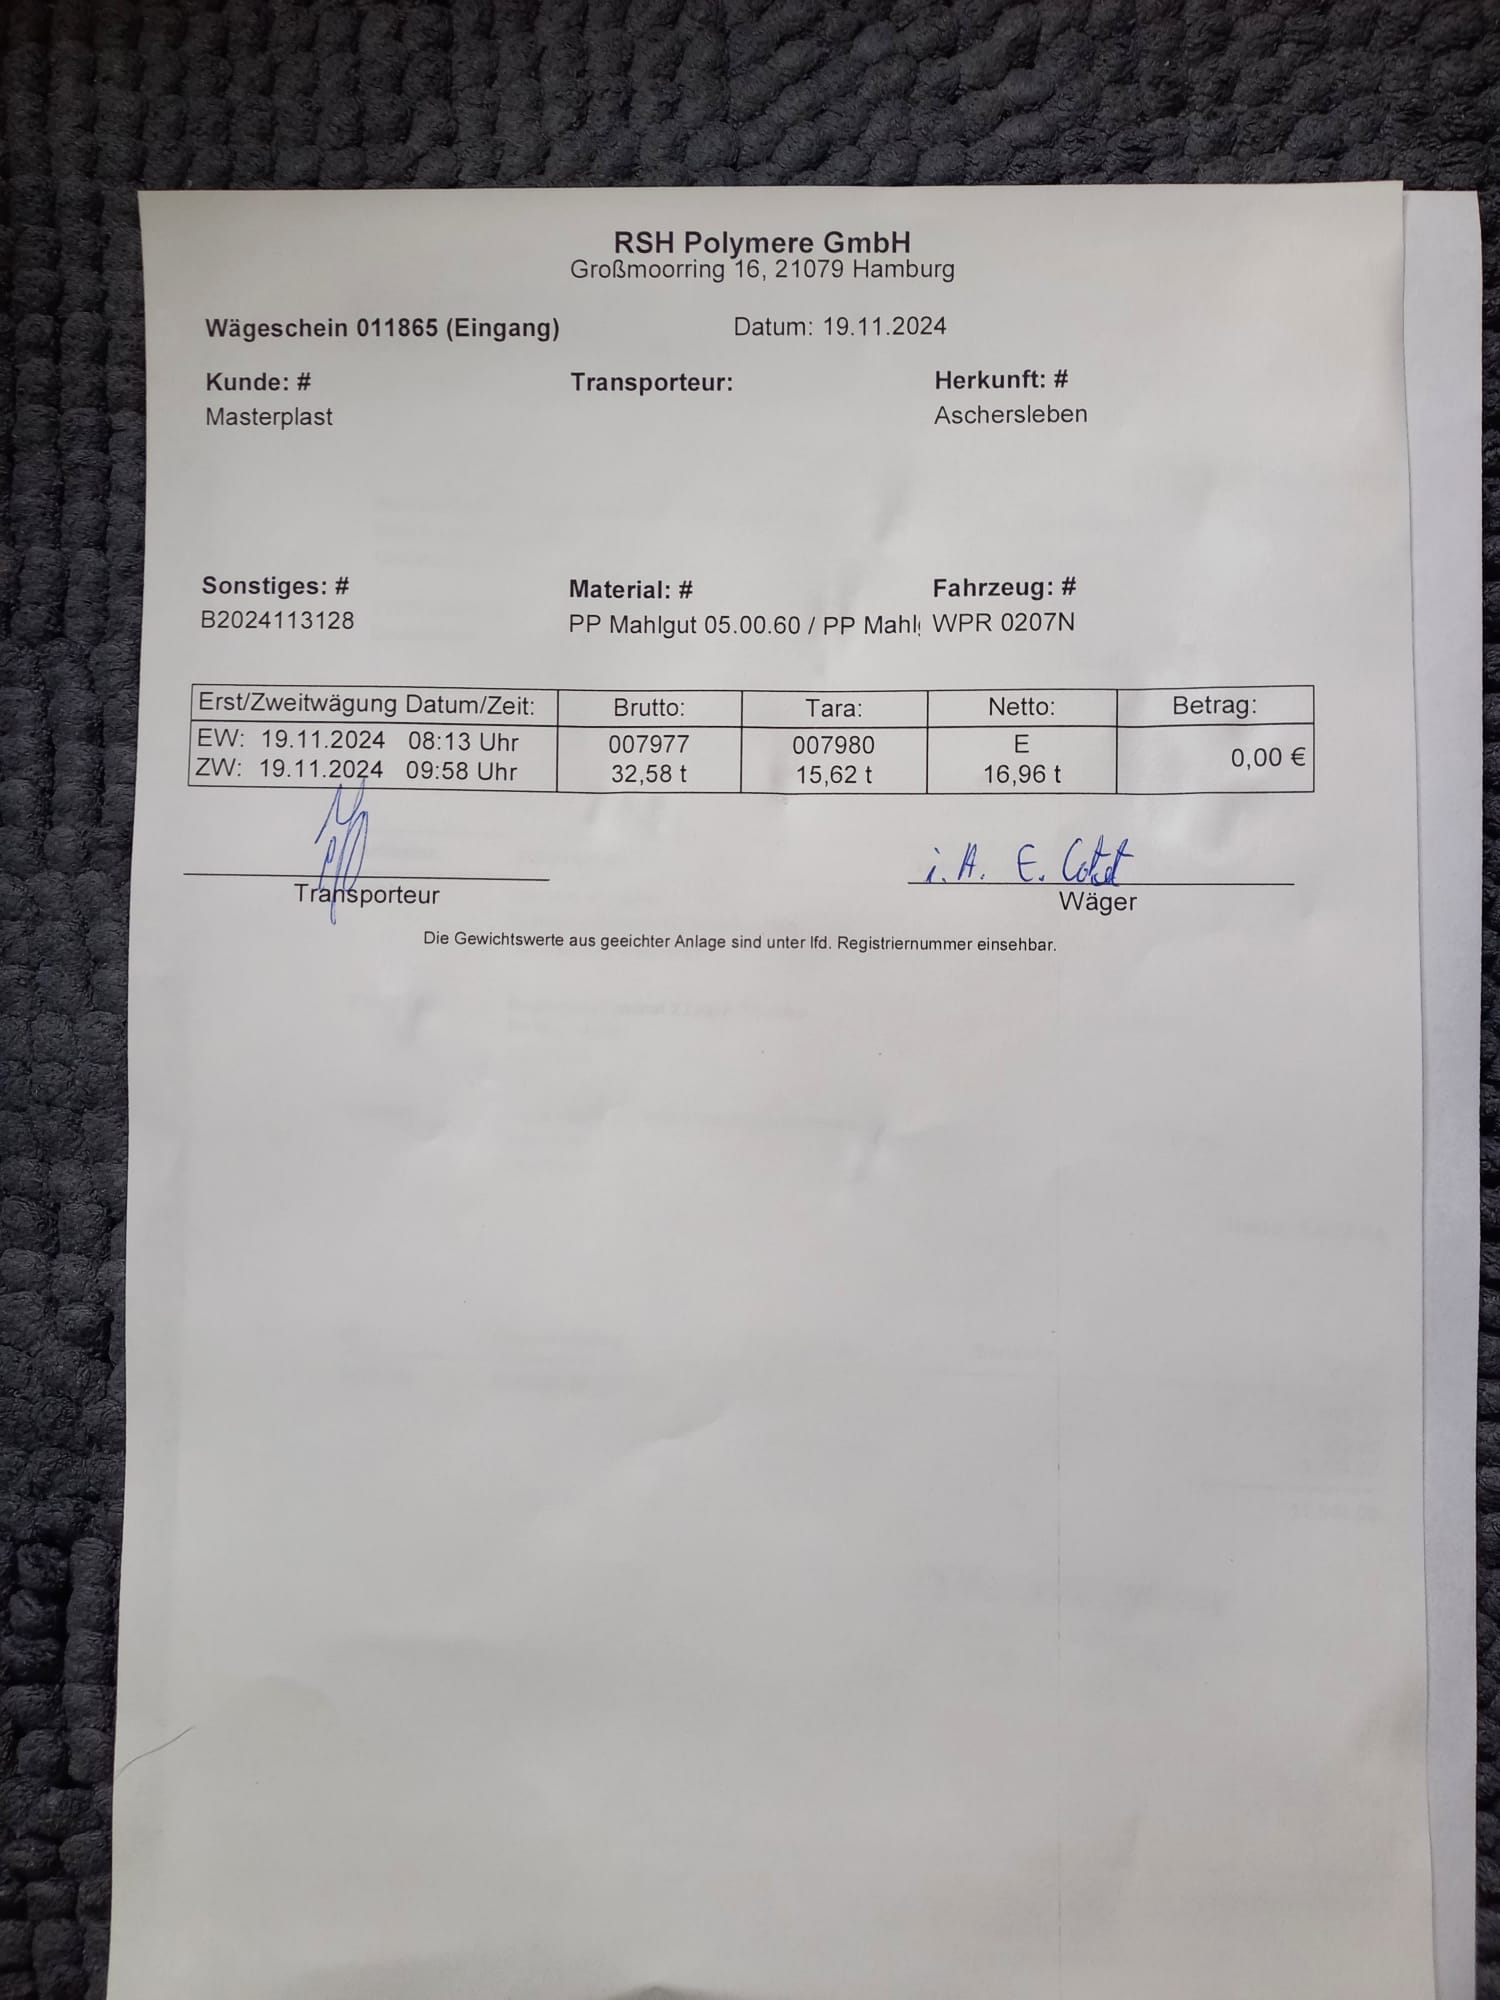 RSH Polymere GmbH
Großmoorring 16, 21079 Hamburg
Wägeschein 011865 (Eingang) Datum: 19.11.2024
Kunde: # Transporteur: Herkunft: #
Masterplast Aschersleben
Sonstiges: # Material: # Fahrzeug: #
B2024113128 PP Mahlgut 05.00.60 / PP Mahl WPR 0207N
Erst/Zweitwägung Datum/Zeit: Brutto: Tara: Netto: Betrag:
EW: 19.11.2024 08:13 Uhr 007977 007980 E
0,00 €
ZW: 19.11.2024 09:58 Uhr 32,58 t 15,62 t 16,96 t
i. A. E.
Transporteur Wäger
Die Gewichtswerte aus geeichter Anlage sind unter lfd. Registriernummer einsehbar.